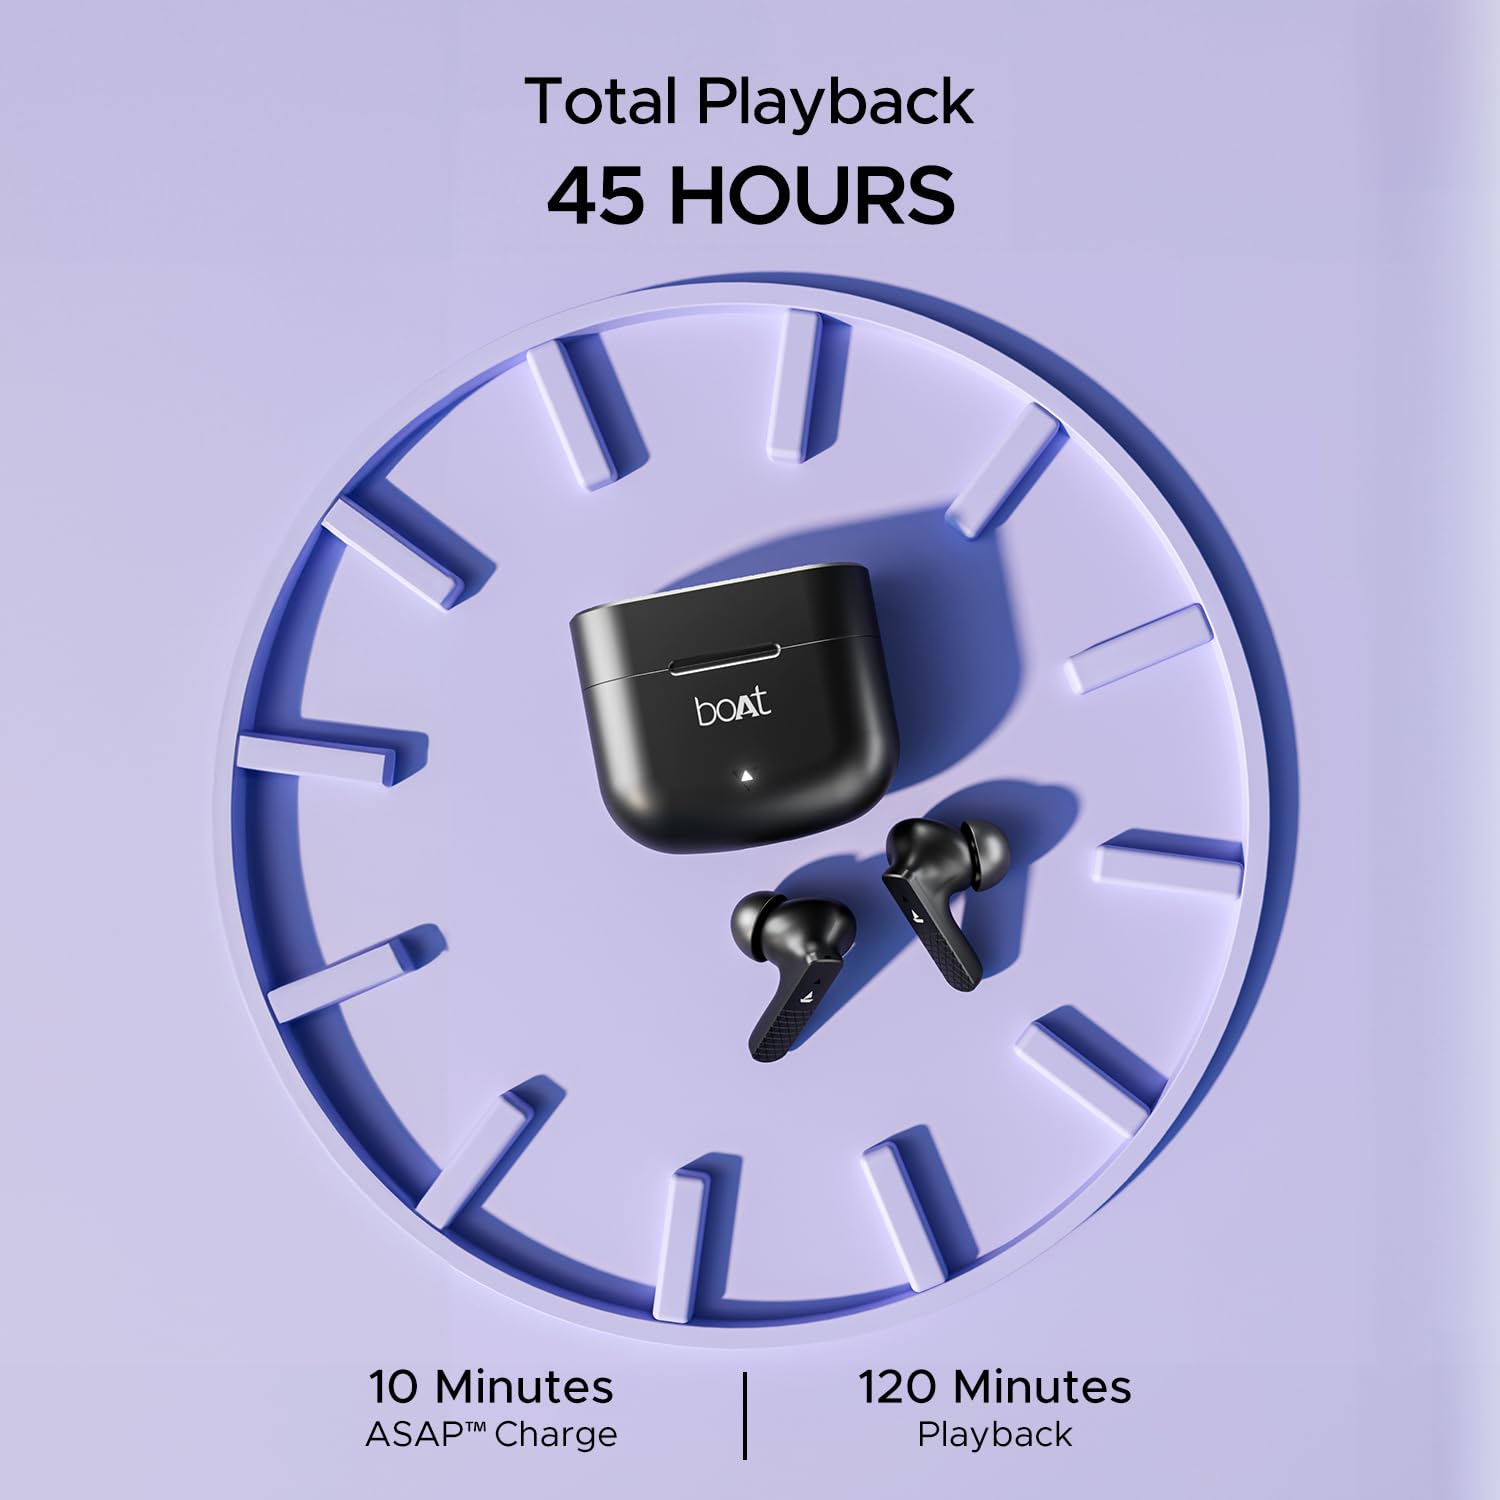 Total Playback
45 HOURS
boAt
10 Minutes
ASAP™ Charge
120 Minutes
Playback